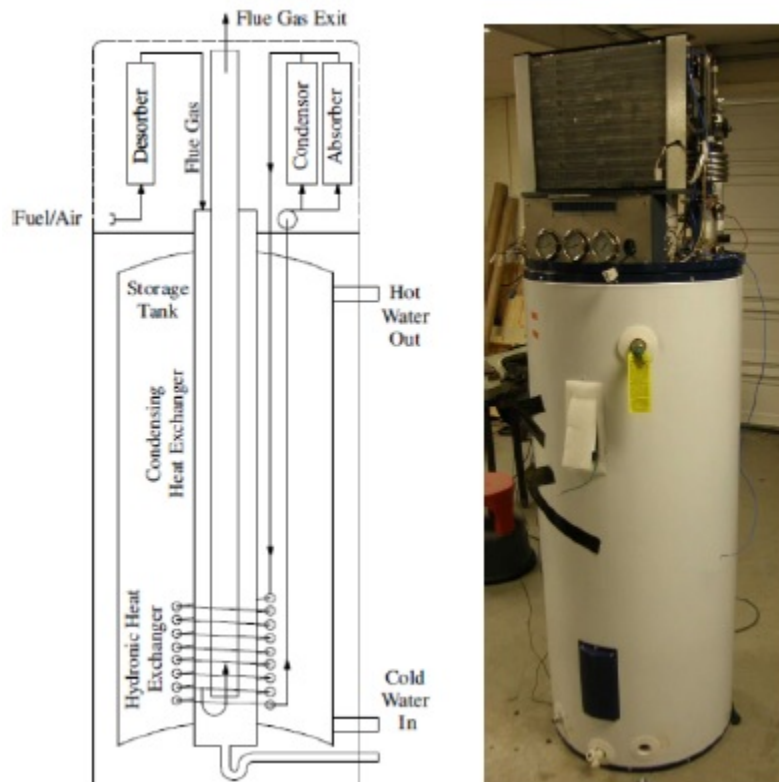 Flue Gas Exit
Desorber
Flue Gas
Condensor
Absorber
Fuel/Air
Storage
Tank
Hot
Water
Out
Condensing
Heat Exchanger
Hydronic Heat
Exchanger
Cold
Water
In